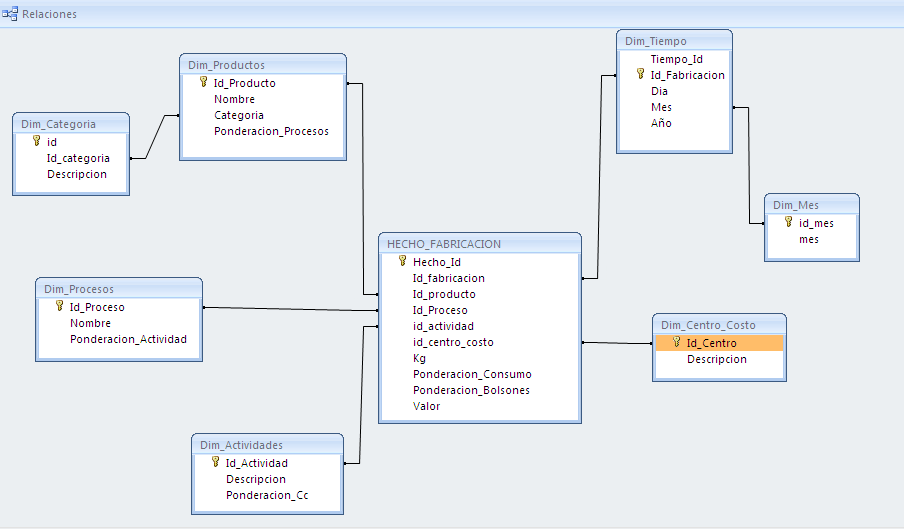 Relaciones
Dim_Categoria
id
Id_categoria
Descripcion
Dim_Productos
Id_Producto
Nombre
Categoria
Ponderacion_Procesos
Dim_Tiempo
Tiempo_Id
Id_Fabricacion
Dia
Mes
Año
Dim_Mes
id_mes
mes
HECHO_FABRICACION
Hecho_Id
Id_fabricacion
Id_producto
Id_Proceso
id_actividad
id_centro_costo
Kg
Ponderacion_Consumo
Ponderacion_Bolsones
Valor
Dim_Procesos
Id_Proceso
Nombre
Ponderacion_Actividad
Dim_Centro_Costo
Id_Centro
Descripcion
Dim_Actividades
Id_Actividad
Descripcion
Ponderacion_Cc